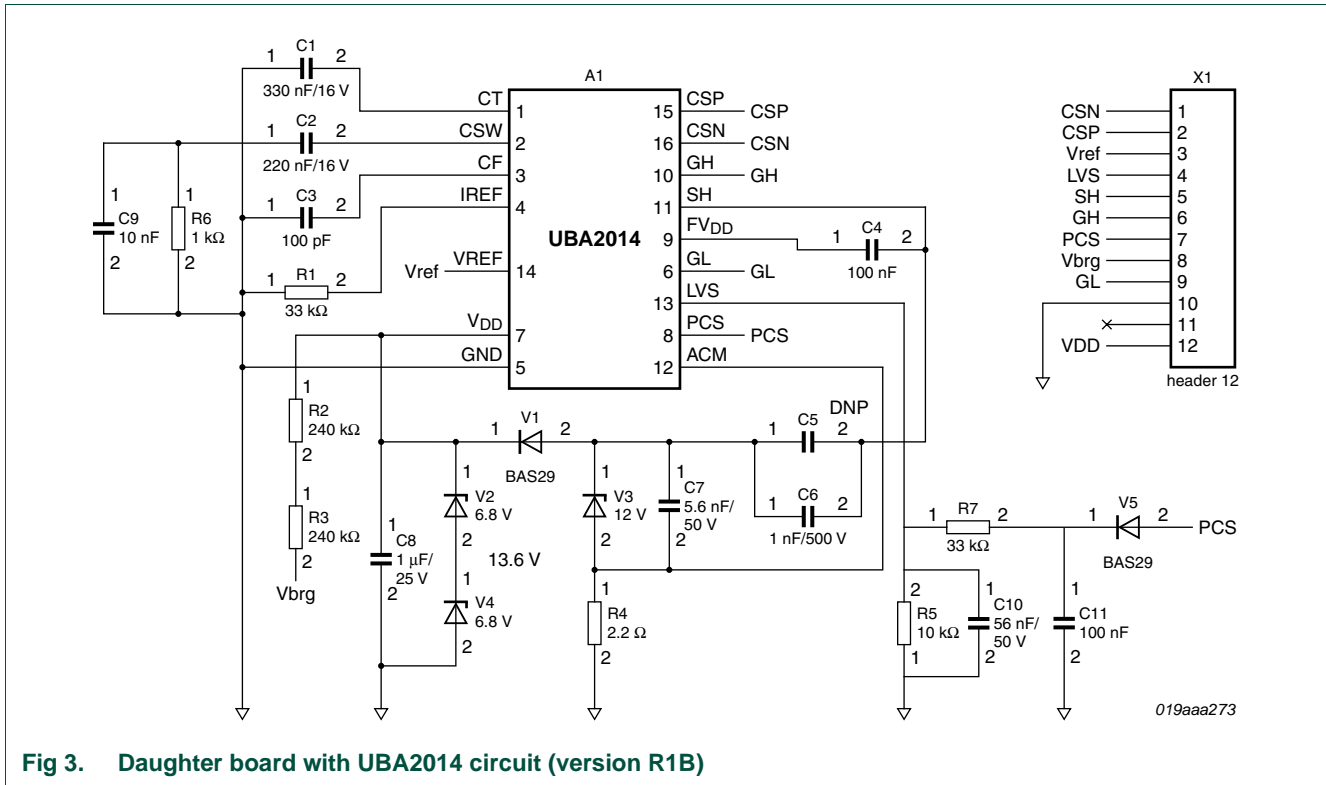 C1
1 2
330 nF/16 V
C2
1 2
220 nF/16 V
C3
1 2
100 pF
1
C9
10 nF
2
1
R6
1 kΩ
2
R1
1 2
33 kΩ
A1
UBA2014
CT
1
CSW
2
CF
3
IREF
4
Vref
VREF
14
VDD
7
GND
5
15 CSP CSP
16 CSN CSN
10 GH GH
11 SH
9 FVDD
6 GL GL
13 LVS
8 PCS PCS
12 ACM
C4
1 2
100 nF
X1
CSN 1
CSP 2
Vref 3
LVS 4
SH 5
GH 6
PCS 7
Vbrg 8
GL 9
10
11
VDD 12
header 12
1
R2
240 kΩ
2
1
R3
240 kΩ
2
Vbrg
1
C8
1 µF/
25 V
2
V1
1 2
BAS29
1
V2
6.8 V
2
13.6 V
1
V4
6.8 V
2
1
V3
12 V
2
1
C7
5.6 nF/
50 V
2
1
R4
2.2 Ω
2
DNP
C5
1 2
C6
1 2
1 nF/500 V
R7
1 2
33 kΩ
V5
1 2
BAS29
PCS
2
R5
10 kΩ
1
1
C10
56 nF/
50 V
2
1
C11
100 nF
2
019aaa273
Fig 3. Daughter board with UBA2014 circuit (version R1B)